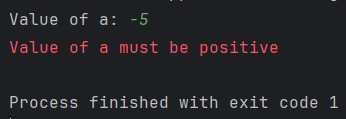 Value of a: -5
Value of a must be positive
Process finished with exit code 1